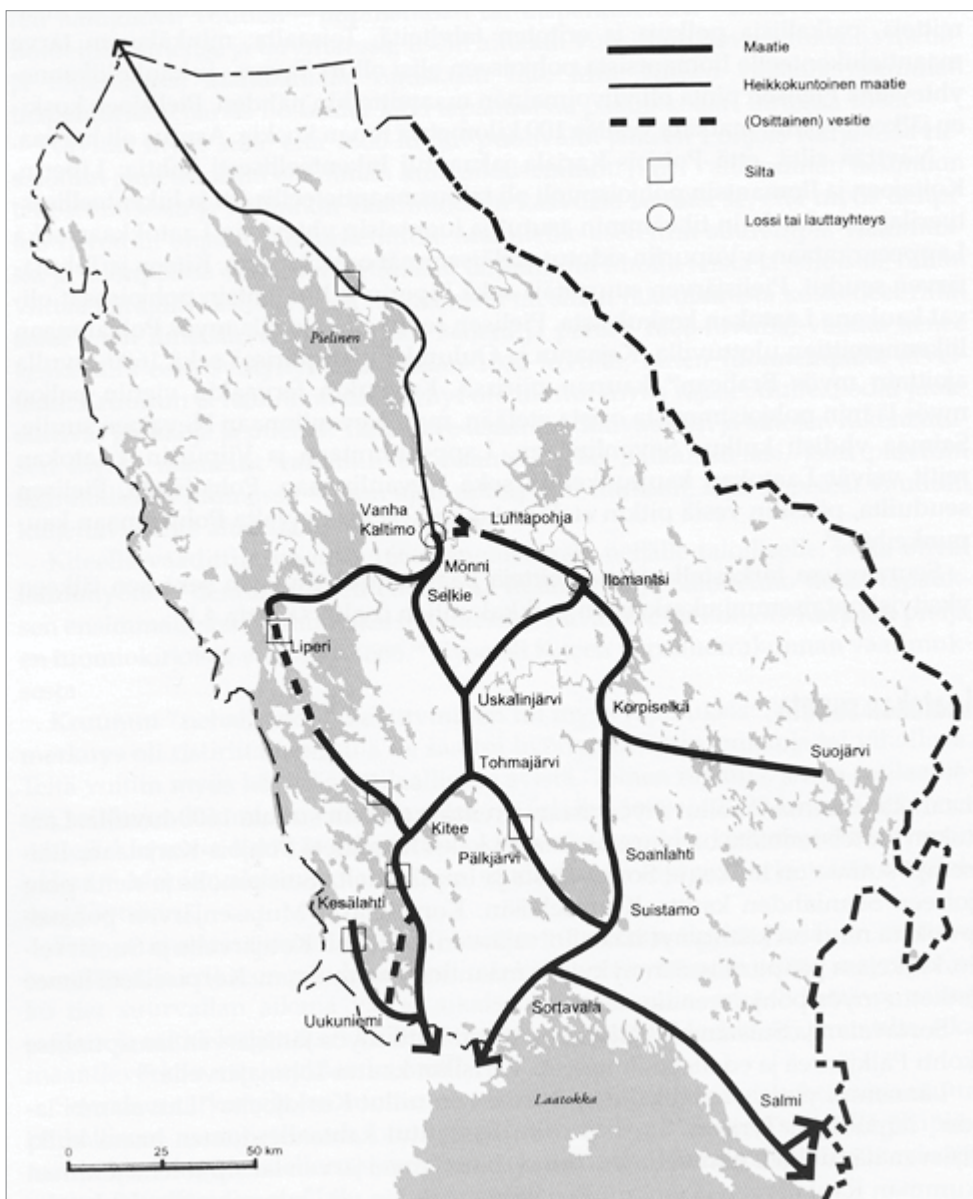 Maatie
Heikkokuntoinen maatie
(Osittainen) vesitie
Silta
Lossi tai lauttayhteys
Pielinen
Vanha
Kaltimo
Luhtapohja
Mönni
Ilomantsi
Selkie
Liperi
Uskalinjärvi
Korpiselkä
Tohmajärvi
Suojärvi
Kitee
Pälkjärvi
Soanlahti
Kesälahti
Suistamo
Uukuniemi
Sortavala
Laatokka
Salmi
0 25 50 km